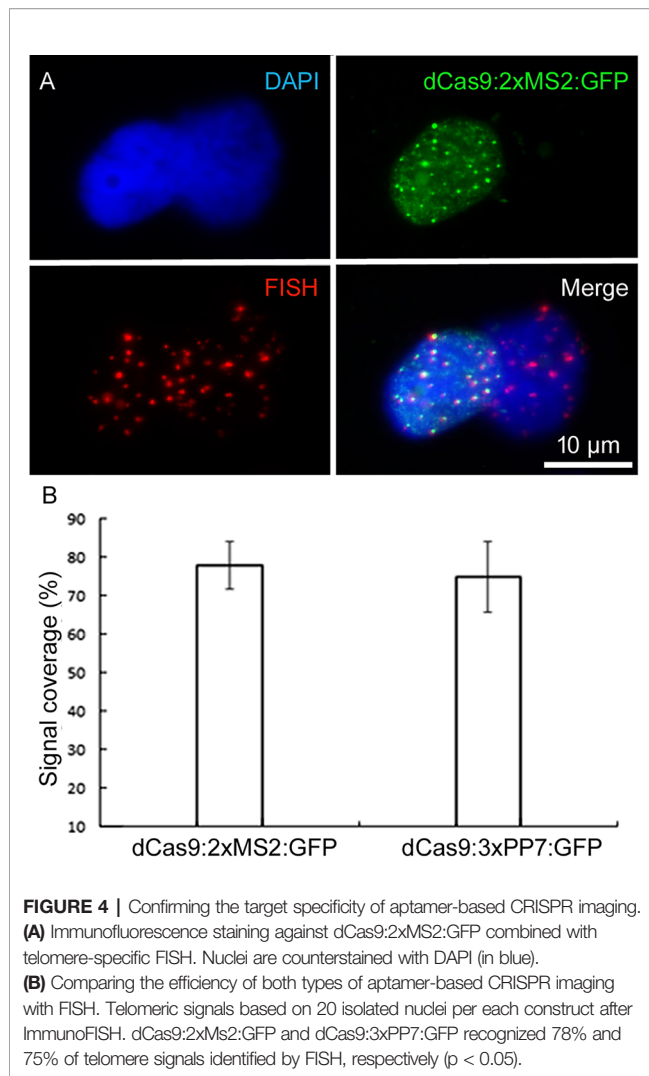 A
DAPI
dCas9:2xMS2:GFP
FISH
Merge
10 µm
B
Signal coverage (%)
90
80
70
60
50
40
30
20
10
dCas9:2xMS2:GFP
dCas9:3xPP7:GFP
FIGURE 4 | Confirming the target specificity of aptamer-based CRISPR imaging.
(A) Immunofluorescence staining against dCas9:2xMS2:GFP combined with
telomere-specific FISH. Nuclei are counterstained with DAPI (in blue).
(B) Comparing the efficiency of both types of aptamer-based CRISPR imaging
with FISH. Telomeric signals based on 20 isolated nuclei per each construct after
ImmunoFISH. dCas9:2xMs2:GFP and dCas9:3xPP7:GFP recognized 78% and
75% of telomere signals identified by FISH, respectively (p < 0.05).